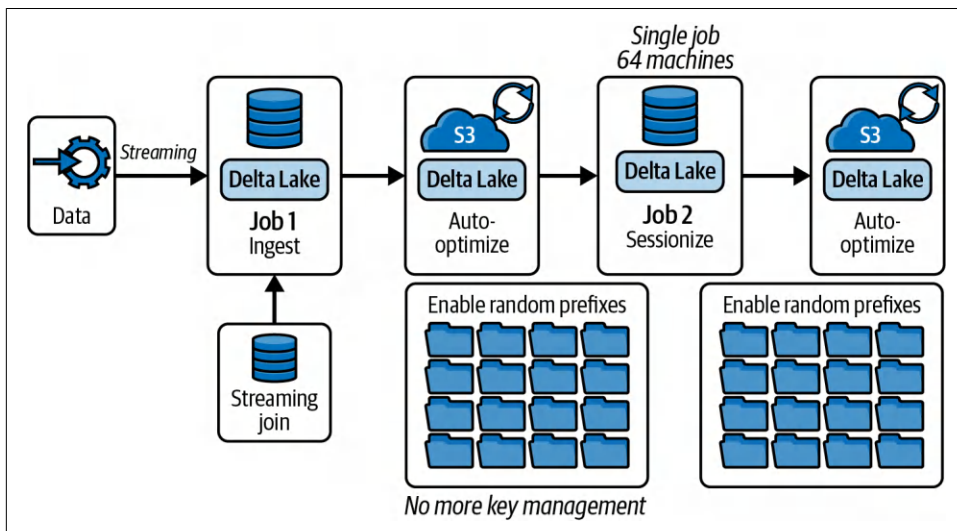 Single job
64 machines
Streaming
Data
Delta Lake
Job 1
Ingest
S3
Delta Lake
Auto-
optimize
Delta Lake
Job 2
Sessionize
S3
Delta Lake
Auto-
optimize
Streaming
join
Enable random prefixes
Enable random prefixes
No more key management